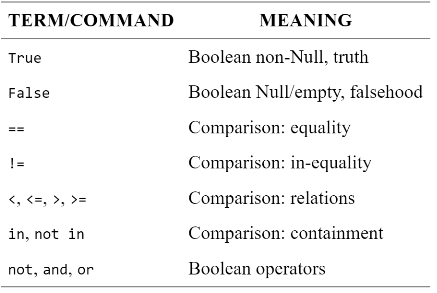 TERM/COMMAND MEANING
True Boolean non-Null, truth
False Boolean Null/empty, falsehood
== Comparison: equality
!= Comparison: in-equality
<, <=, >, >= Comparison: relations
in, not in Comparison: containment
not, and, or Boolean operators